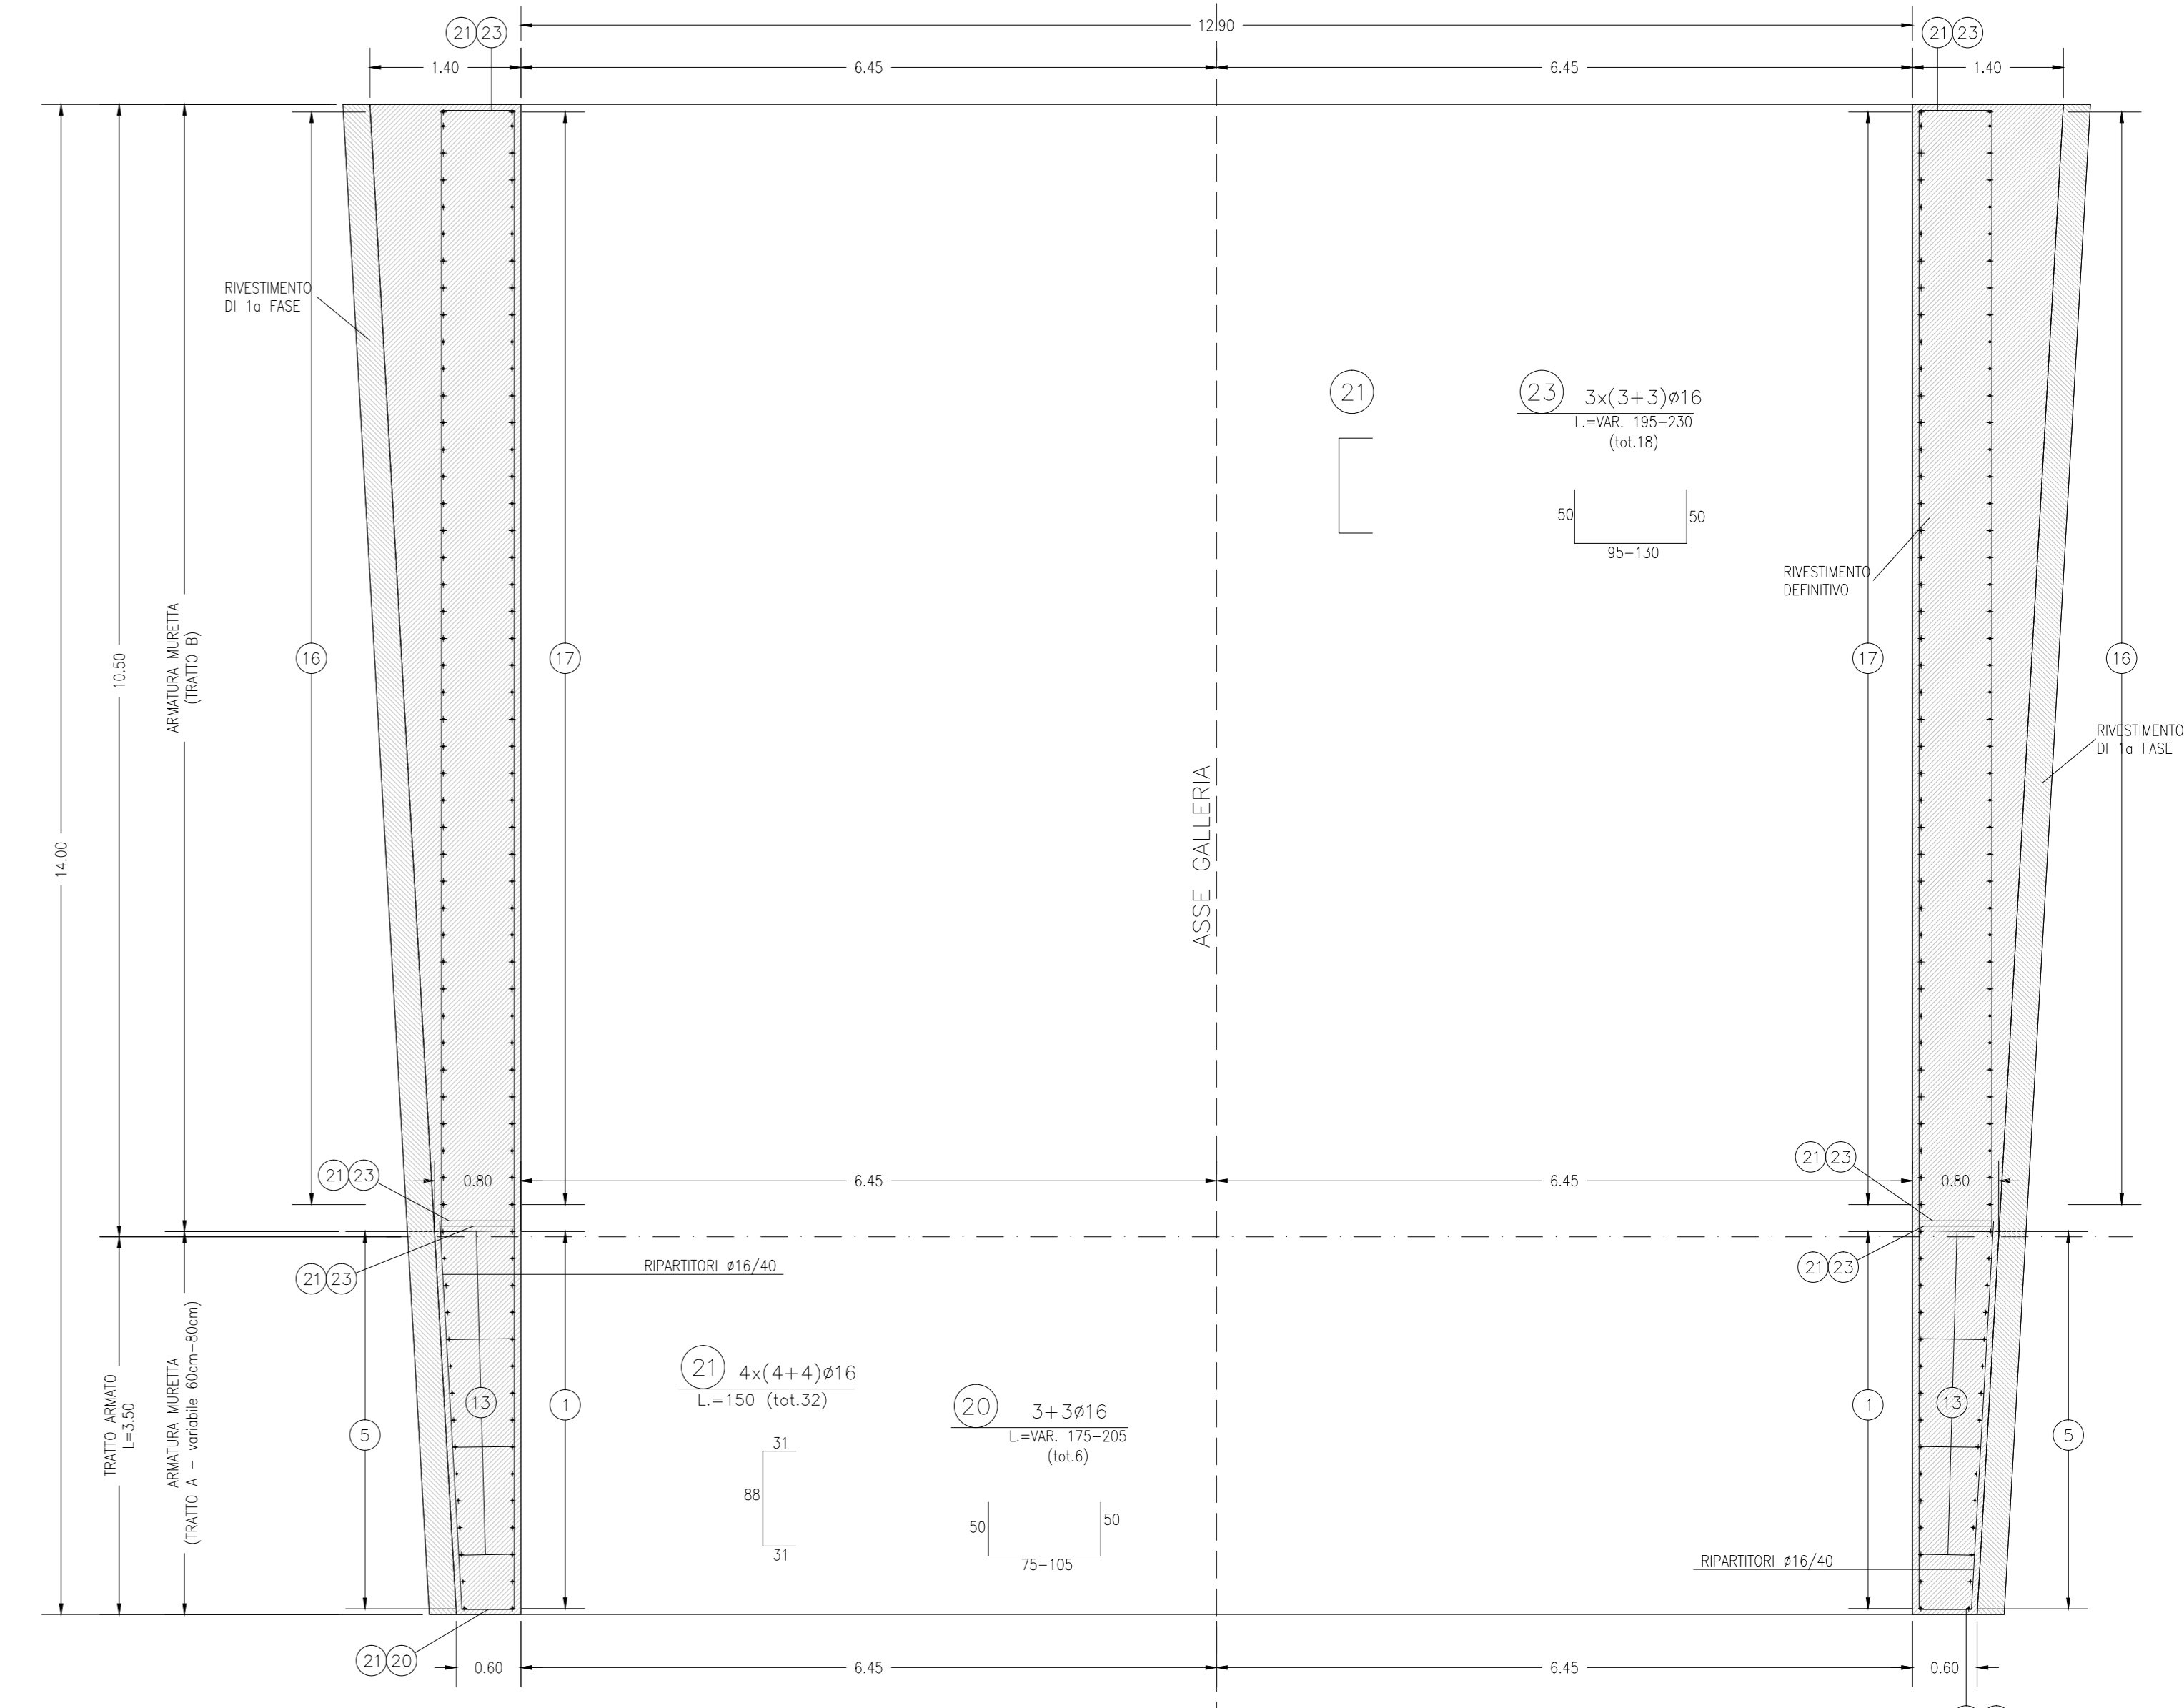 12.90
21 23
21 23
1.40
6.45
6.45
1.40
RIVESTIMENTO
DI 1a FASE
21
23
3x(3+3)ø16
L.=VAR. 195-230
(tot.18)
50
50
95-130
RIVESTIMENTO
DEFINITIVO
10.50
ARMATURA MURETTA
(TRATTO B)
16
17
17
16
RIVESTIMENTO
DI 1a FASE
14.00
ASSE GALLERIA
21 23
0.80
6.45
6.45
21 23
0.80
21 23
RIPARTITORI ø16/40
21 23
TRATTO ARMATO
L=3.50
ARMATURA MURETTA
(TRATTO A - variabile 60cm-80cm)
5
13
1
21
4x(4+4)ø16
L.=150 (tot.32)
31
88
31
20
3+3ø16
L.=VAR. 175-205
(tot.6)
50
50
75-105
1
13
5
RIPARTITORI ø16/40
21 20
0.60
6.45
6.45
0.60